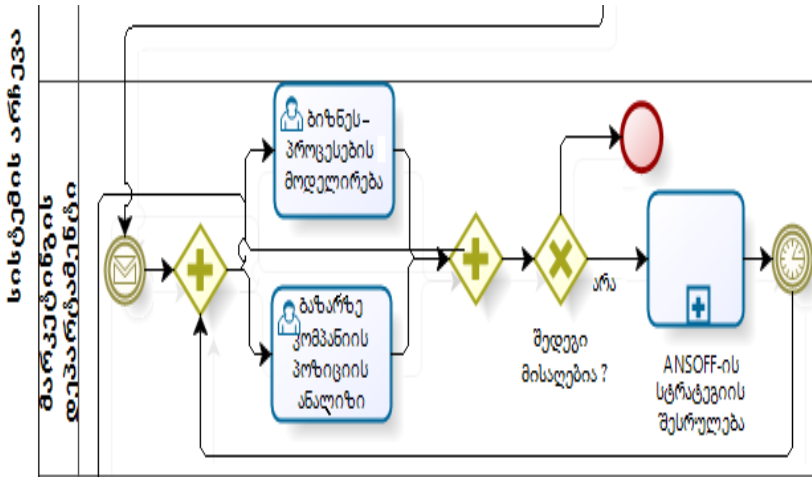 სისტემის არჩევა
მარკეტინგის
დეპარტამენტი
ბიზნეს–
პროცესების
მოდელირება
ბაზარზე
კომპანიის
პოზიციის
ანალიზი
შედეგი
მისაღებია ?
არა
ANSOFF-ის
სტრატეგიის
შესრულება